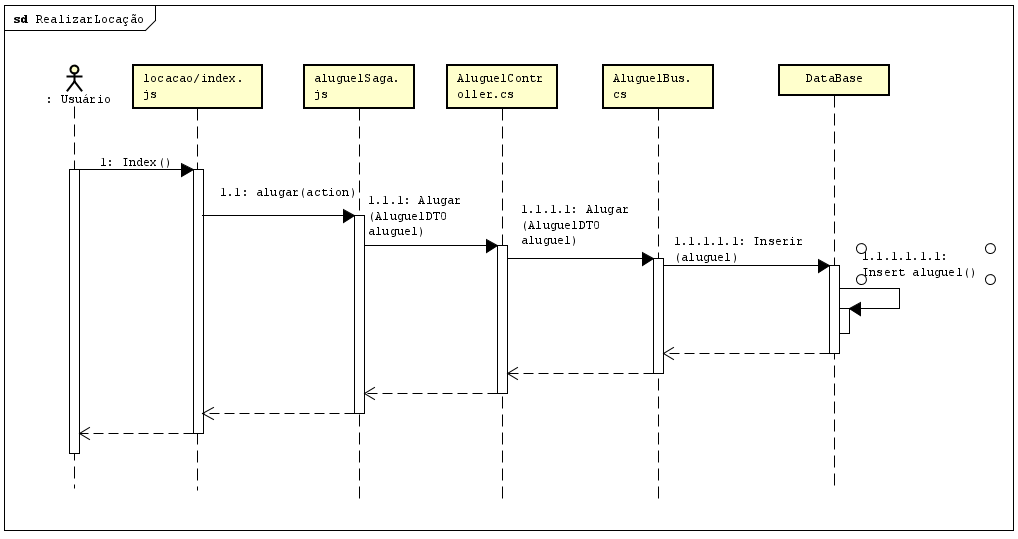 sd RealizarLocação
: Usuário
locacao/index.
js
aluguelSaga.
js
AluguelContr
oller.cs
AluguelBus.
cs
DataBase
1: Index()
1.1: alugar(action)
1.1.1: Alugar
(AluguelDTO
aluguel)
1.1.1.1: Alugar
(AluguelDTO
aluguel)
1.1.1.1.1: Inserir
(aluguel)
1.1.1.1.1.1:
Insert aluguel()